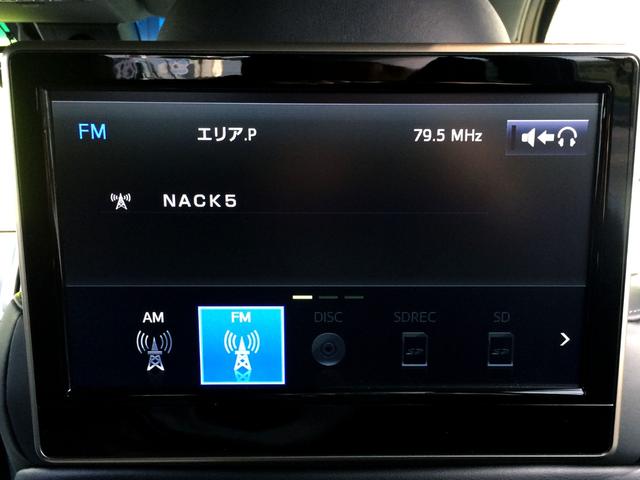 FM エリア.P 79.5 MHz
NACK5
AM FM DISC SDREC SD